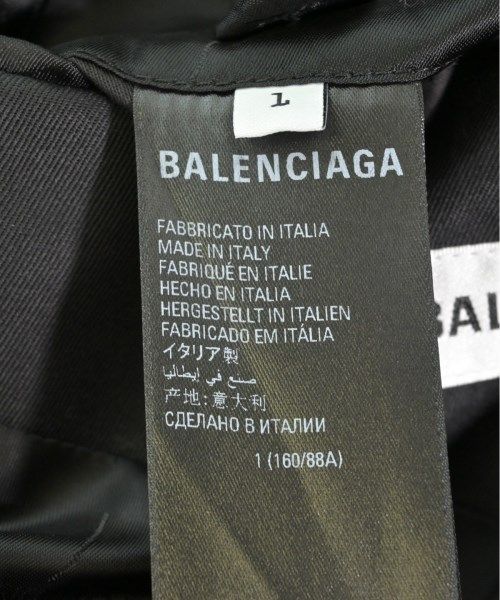 1
BALENCIAGA
FABBRICATO IN ITALIA
MADE IN ITALY
FABRIQUÉ EN ITALIE
HECHO EN ITALIA
HERGESTELLT IN ITALIEN
FABRICADO EM ITÁLIA
イタリア製
صنع في إيطاليا
产地:意大利
СДЕЛАНО В ИТАЛИИ
1 (160/88A)
BAL